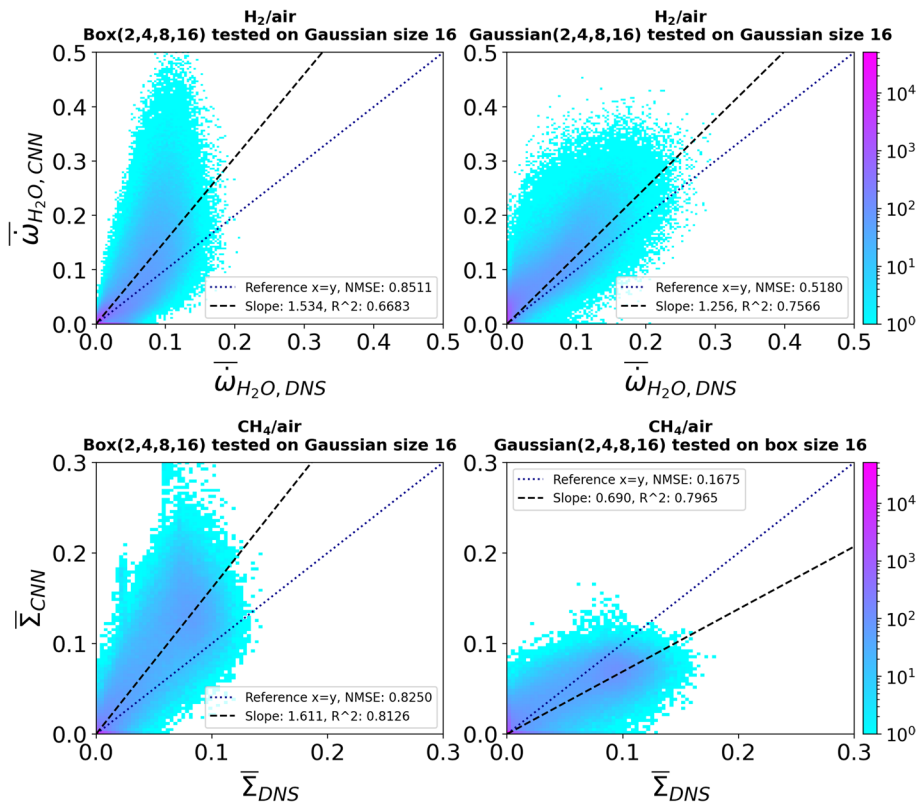 H₂/air
Box(2,4,8,16) tested on Gaussian size 16
0.5
0.4
0.3
0.2
0.1
0.0
0.0 0.1 0.2 0.3 0.4 0.5
Reference x=y, NMSE: 0.8511
Slope: 1.534, R^2: 0.6683
\overline{\dot{ω}}_{H₂O, CNN}
\overline{\dot{ω}}_{H₂O, DNS}
H₂/air
Gaussian(2,4,8,16) tested on Gaussian size 16
0.5
0.4
0.3
0.2
0.1
0.0
0.0 0.1 0.2 0.3 0.4 0.5
Reference x=y, NMSE: 0.5180
Slope: 1.256, R^2: 0.7566
\overline{\dot{ω}}_{H₂O, DNS}
10⁴
10³
10²
10¹
10⁰
CH₄/air
Box(2,4,8,16) tested on Gaussian size 16
0.3
0.2
0.1
0.0
0.0 0.1 0.2 0.3
Reference x=y, NMSE: 0.8250
Slope: 1.611, R^2: 0.8126
\overline{Σ}_{CNN}
\overline{Σ}_{DNS}
CH₄/air
Gaussian(2,4,8,16) tested on box size 16
Reference x=y, NMSE: 0.1675
Slope: 0.690, R^2: 0.7965
0.3
0.2
0.1
0.0
0.0 0.1 0.2 0.3
\overline{Σ}_{DNS}
10⁴
10³
10²
10¹
10⁰